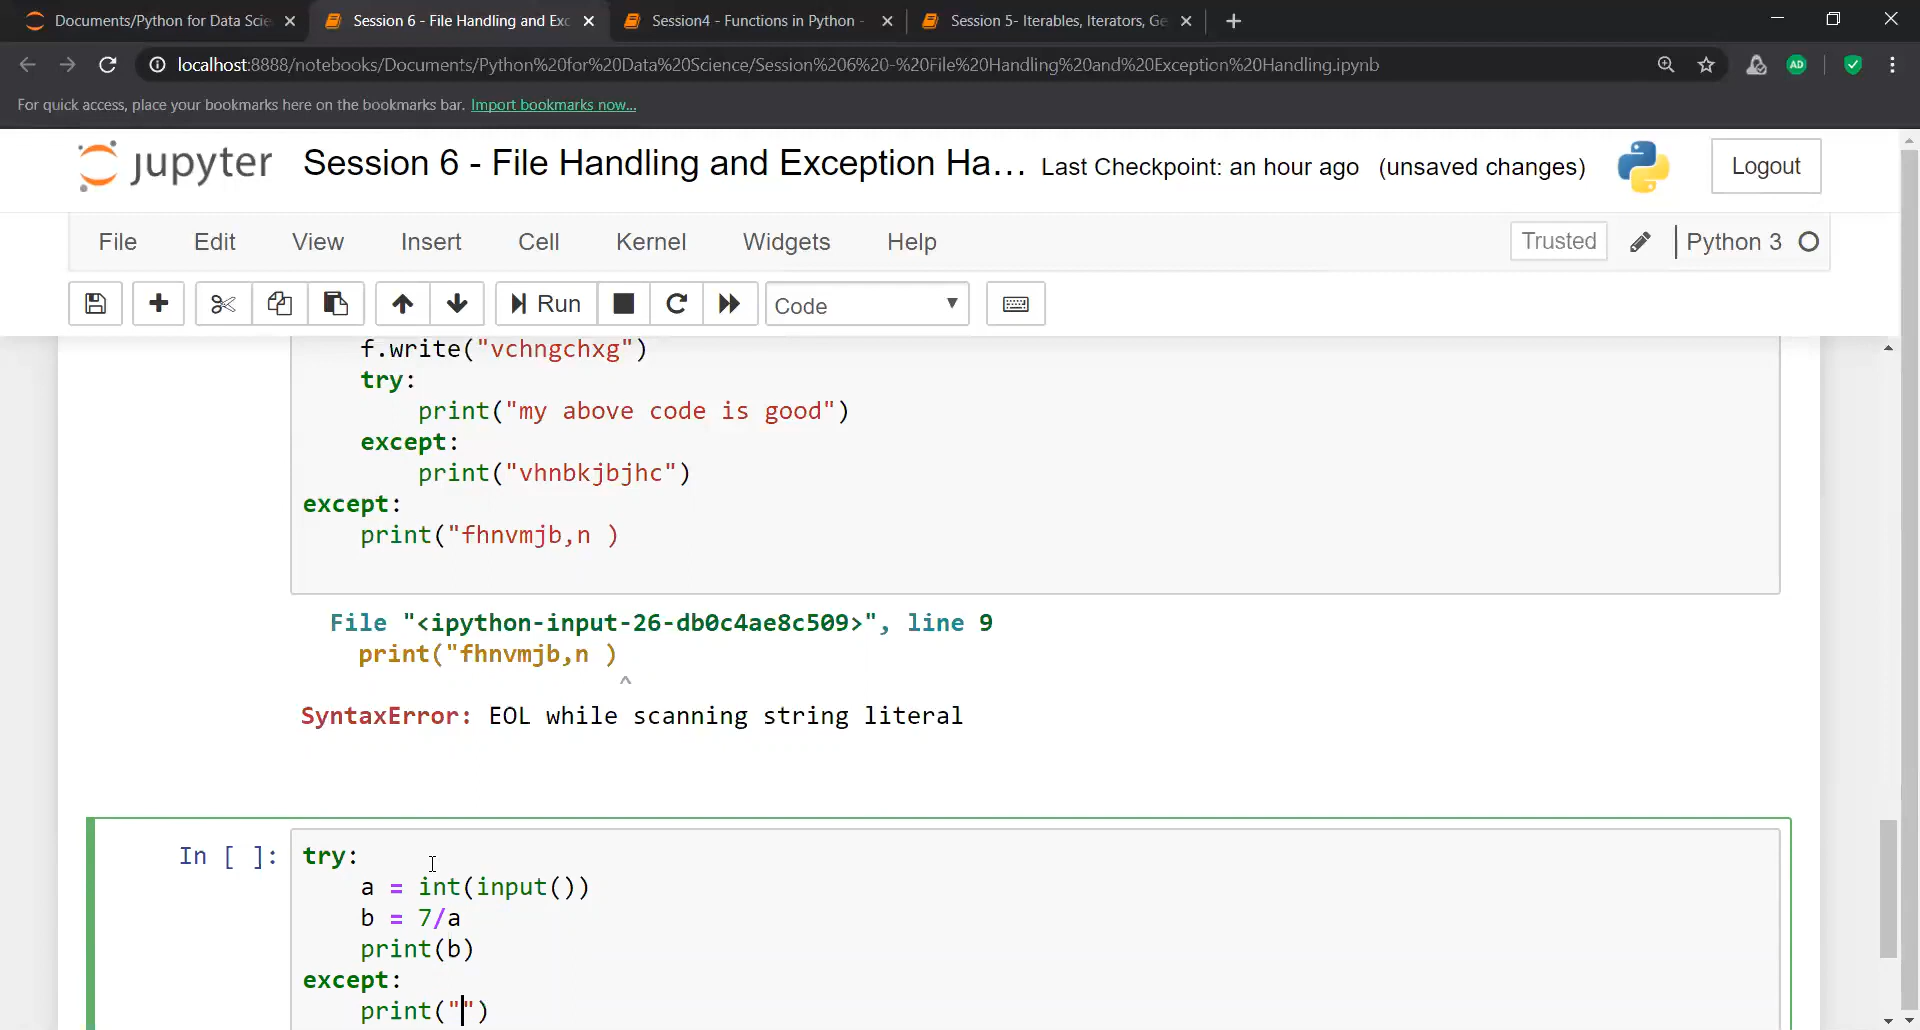 Documents/Python for Data Scie
Session 6 - File Handling and Exc
Session4 - Functions in Python -
Session 5- Iterables, Iterators, Ge
localhost:8888/notebooks/Documents/Python%20for%20Data%20Science/Session%206%20-%20File%20Handling%20and%20Exception%20Handling.ipynb
AD
For quick access, place your bookmarks here on the bookmarks bar. Import bookmarks now...
jupyter Session 6 - File Handling and Exception Ha... Last Checkpoint: an hour ago (unsaved changes) Logout
File Edit View Insert Cell Kernel Widgets Help Trusted Python 3
Run Code
f.write("vchngchxg")
try:
print("my above code is good")
except:
print("vhnbkjbjhc")
except:
print("fhnvmjb,n )
File "<ipython-input-26-db0c4ae8c509>", line 9
print("fhnvmjb,n )
^
SyntaxError: EOL while scanning string literal
In [ ]: try:
a = int(input())
b = 7/a
print(b)
except:
print("")